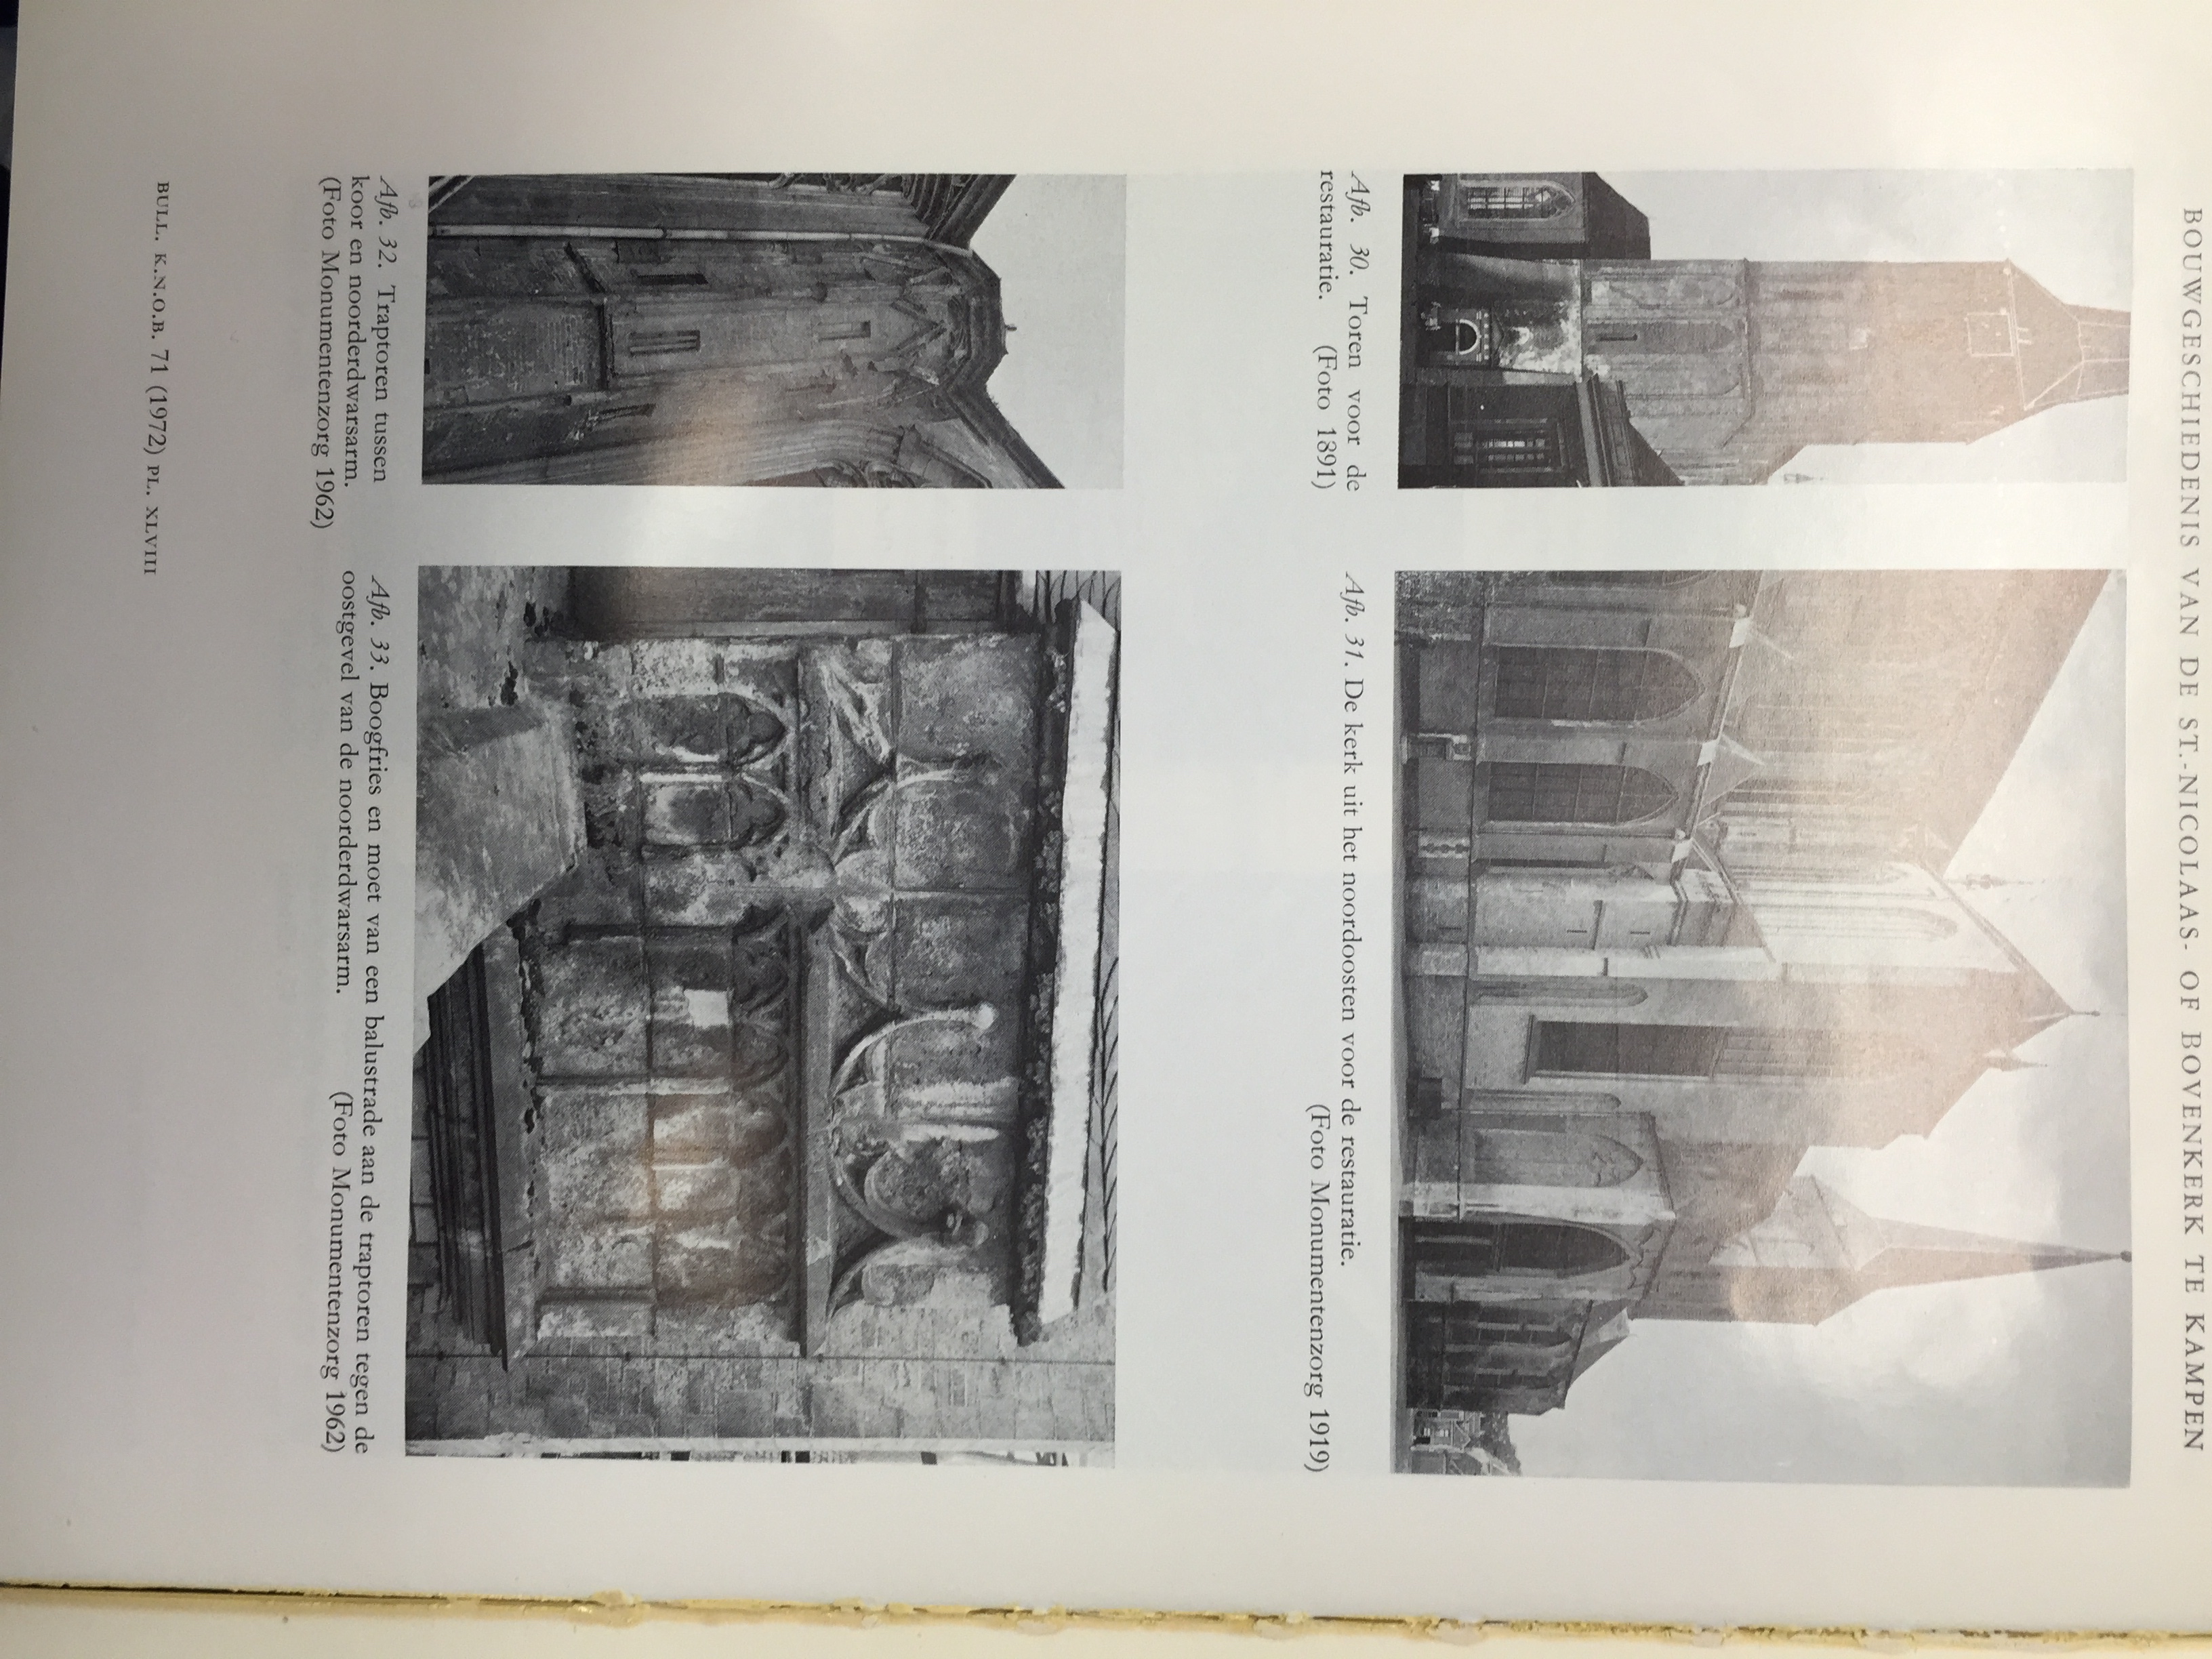 BOUWGESCHIEDENIS VAN DE ST.-NICOLAAS- OF BOVENKERK TE KAMPEN
Afb. 30. Toren voor de
restauratie. (Foto 1891)
Afb. 31. De kerk uit het noordoosten voor de restauratie.
(Foto Monumentenzorg 1919)
Afb. 32. Traptoren tussen
koor en noorderdwarsarm.
(Foto Monumentenzorg 1962)
Afb. 33. Boogfries en moet van een balustrade aan de traptoren tegen de
oostgevel van de noorderdwarsarm. (Foto Monumentenzorg 1962)
BULL. K.N.O.B. 71 (1972) PL. XLVIII